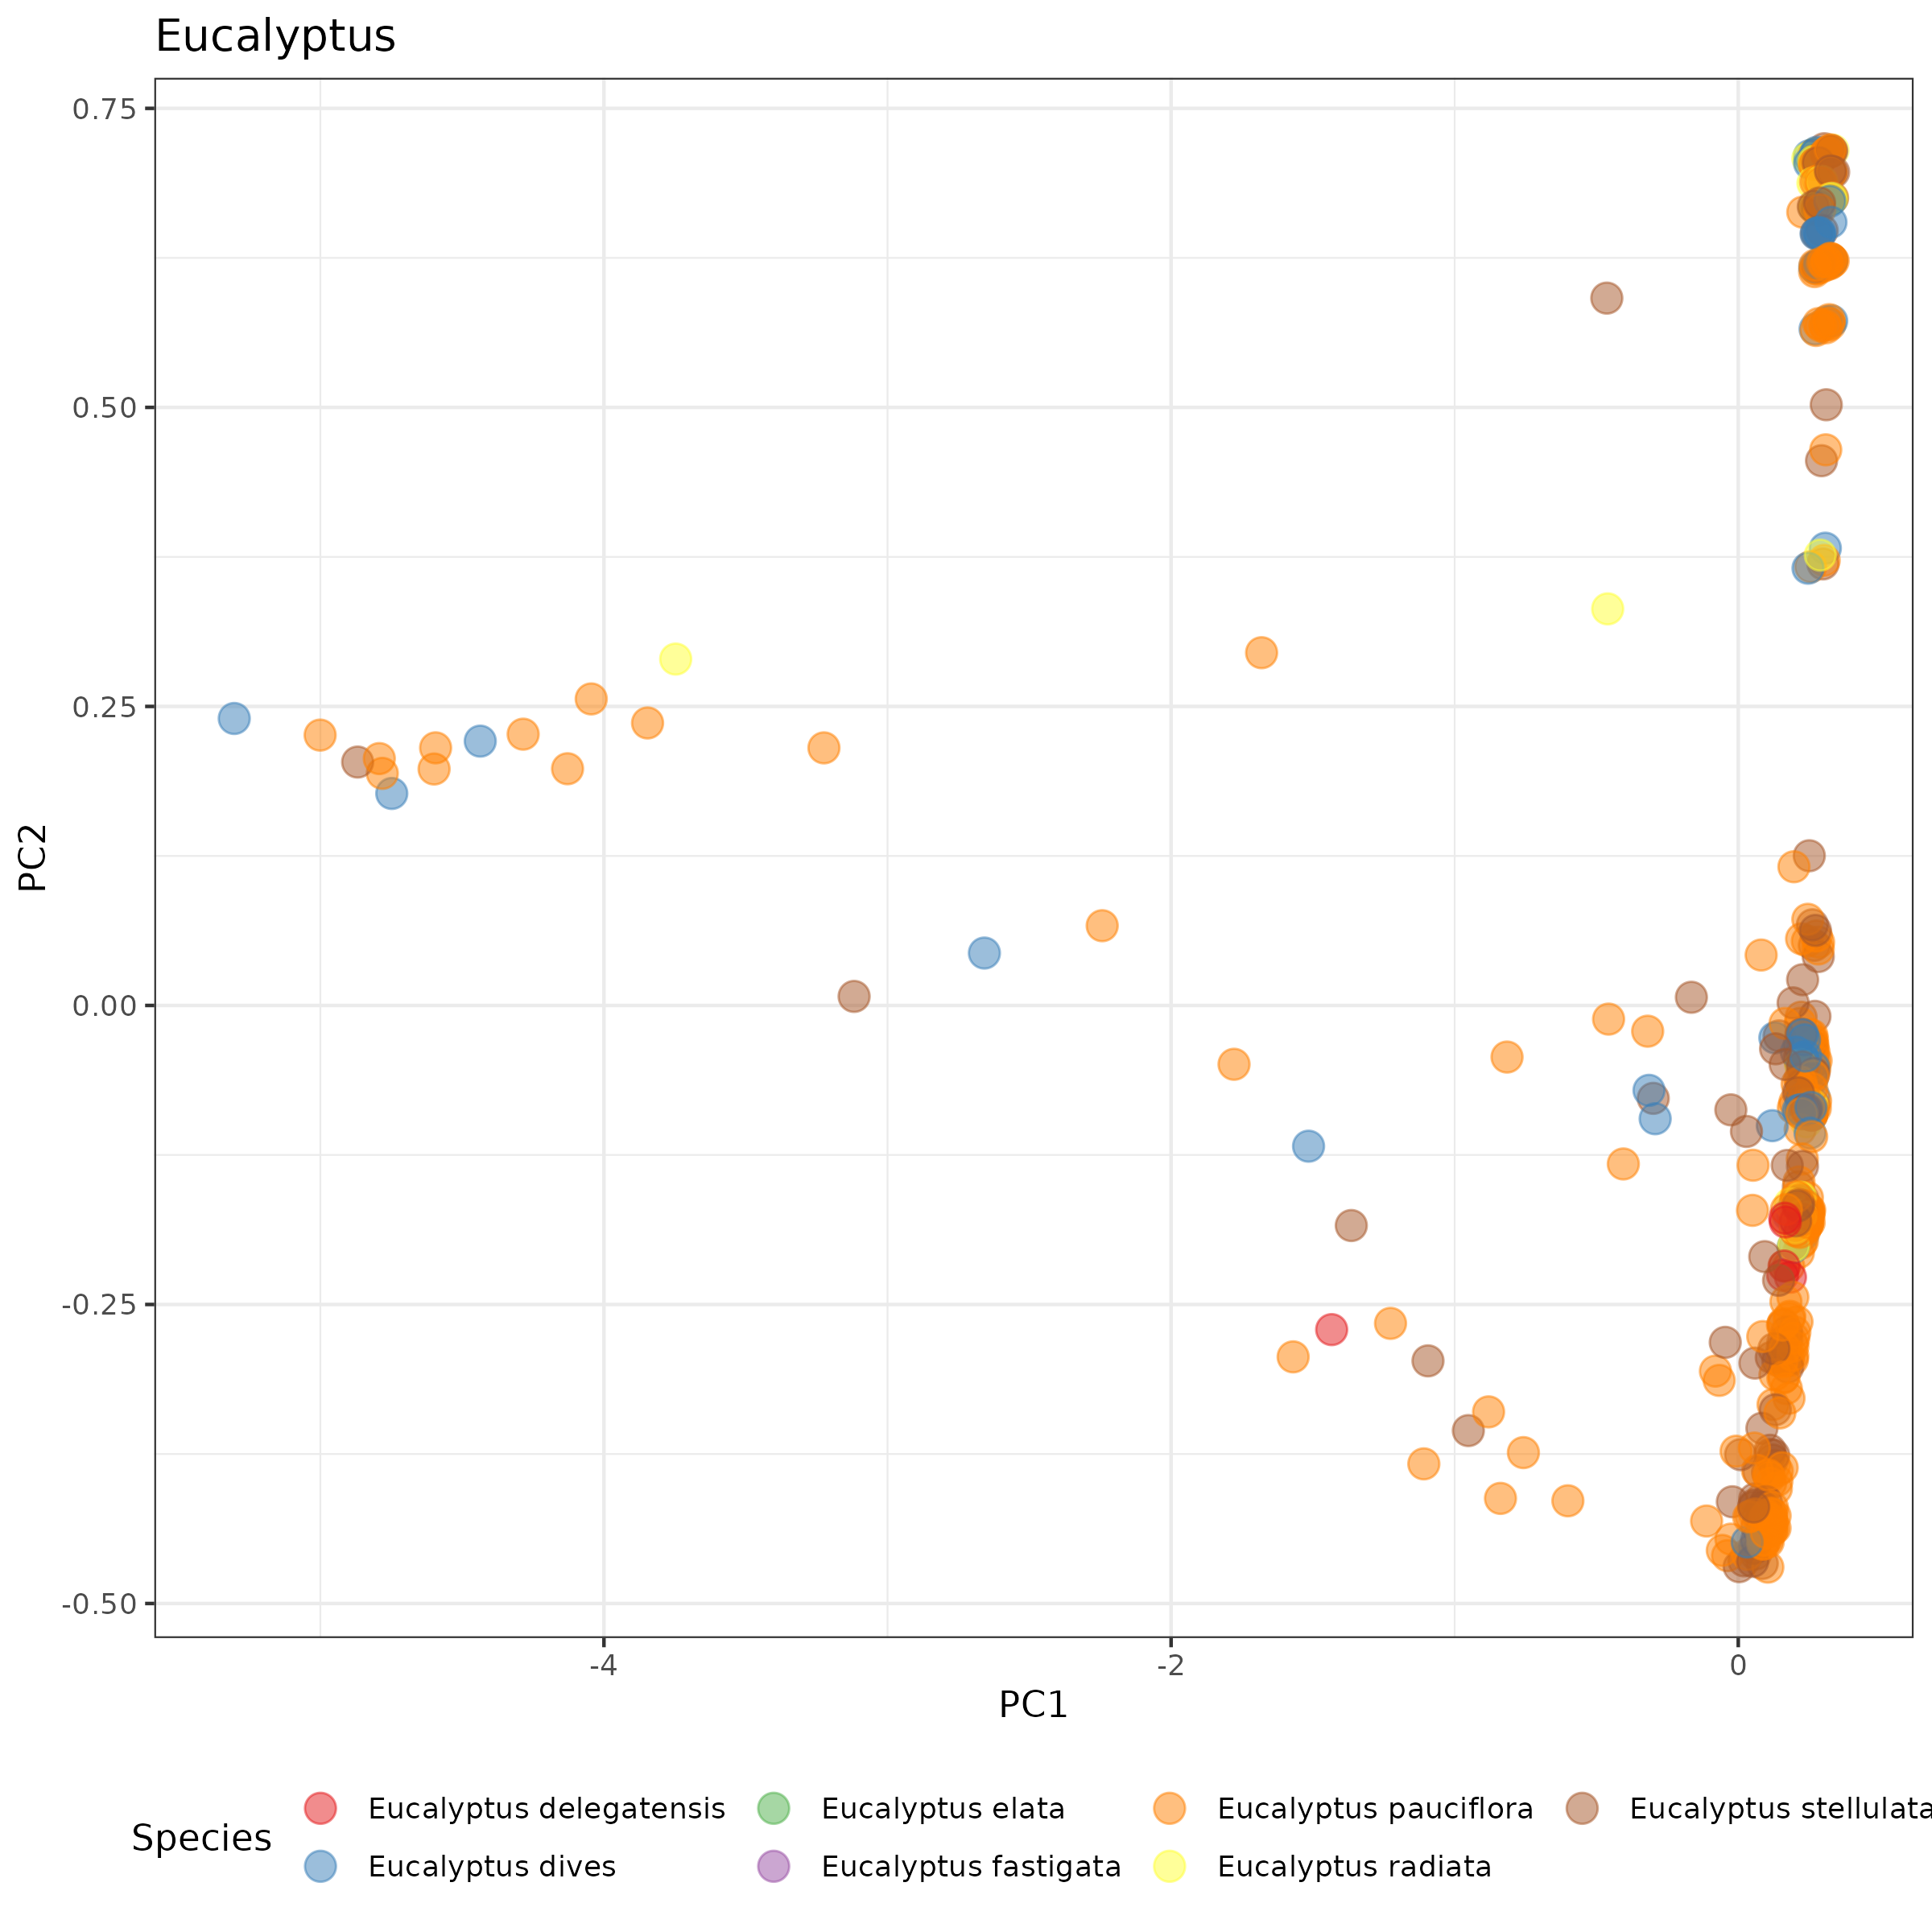 Eucalyptus
0.75
0.50
0.25
0.00
-0.25
-0.50
PC2
-4 -2 0
PC1
Species
Eucalyptus delegatensis Eucalyptus elata Eucalyptus pauciflora Eucalyptus stellulata
Eucalyptus dives Eucalyptus fastigata Eucalyptus radiata